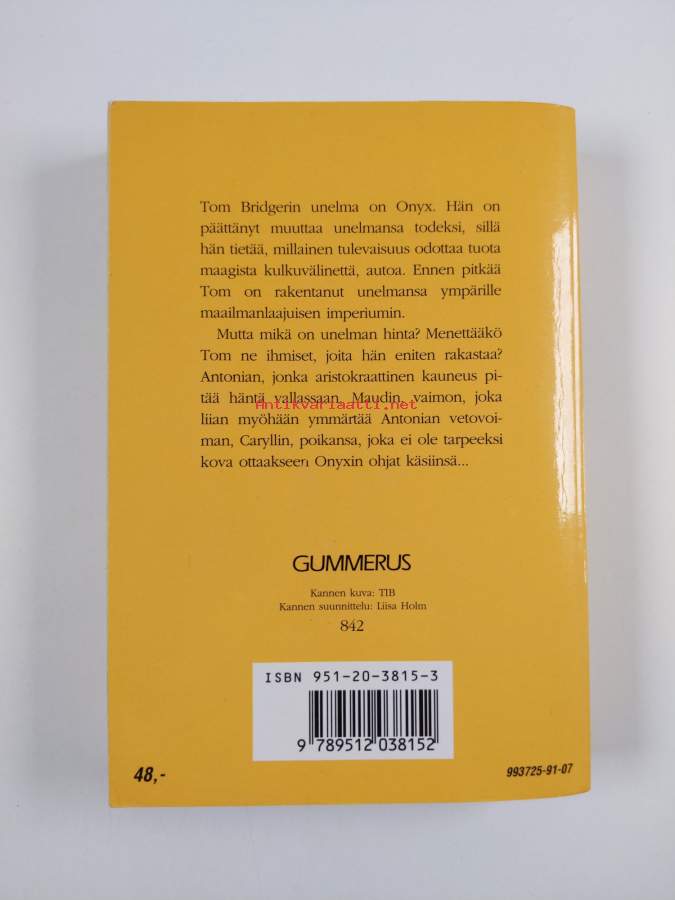 Tom Bridgerin unelma on Onyx. Hän on
päättänyt muuttaa unelmansa todeksi, sillä
hän tietää, millainen tulevaisuus odottaa tuota
maagista kulkuvälinettä, autoa. Ennen pitkää
Tom on rakentanut unelmansa ympärille
maailmanlaajuisen imperiumin.
Mutta mikä on unelman hinta? Menettääkö
Tom ne ihmiset, joita hän eniten rakastaa?
Antonian, jonka aristokraattinen kauneus pi-
tää häntä vallassaan, Maudin, vaimon, joka
Antikvariaatti.net
liian myöhään ymmärtää Antonian vetovoi-
man, Caryllin, poikansa, joka ei ole tarpeeksi
kova ottaakseen Onyxin ohjat käsiinsä...
GUMMERUS
Kannen kuva: TIB
Kannen suunnittelu: Liisa Holm
842
ISBN 951-20-3815-3
9 789512 038152
48,-
993725-91-07